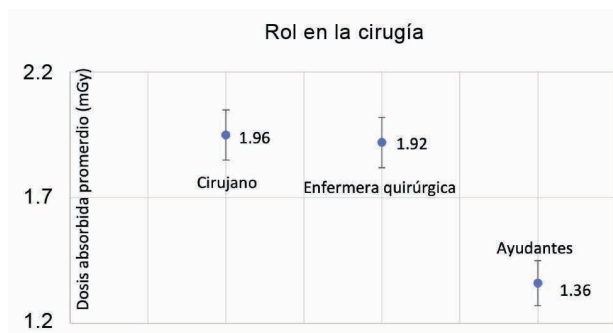 Rol en la cirugía
Dosis absorbida promerdio (mGy)
2.2
1.7
1.2
1.96
Cirujano
1.92
Enfermera quirúrgica
Ayudantes
1.36